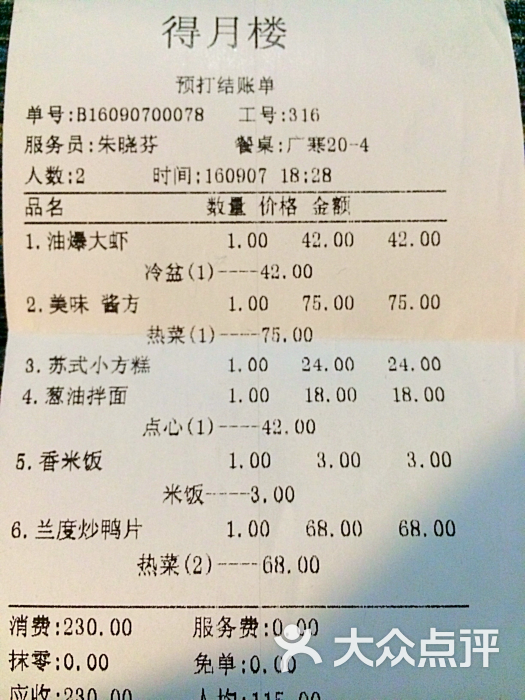 得月楼
预打结账单
单号:B16090700078 工号:316
服务员:朱晓芬 餐桌:广寒20-4
人数:2 时间:160907 18:28
品名 数量 价格 金额
1.油爆大虾 1.00 42.00 42.00
冷盆(1)----42.00
2.美味 酱方 1.00 75.00 75.00
热菜(1)----75.00
3.苏式小方糕 1.00 24.00 24.00
4.葱油拌面 1.00 18.00 18.00
点心(1)----42.00
5.香米饭 1.00 3.00 3.00
米饭----3.00
6.兰度炒鸭片 1.00 68.00 68.00
热菜(2)----68.00
消费:230.00 服务费:0.00
抹零:0.00 免单:0.00
应收:230.00 人均:115.00
大众点评